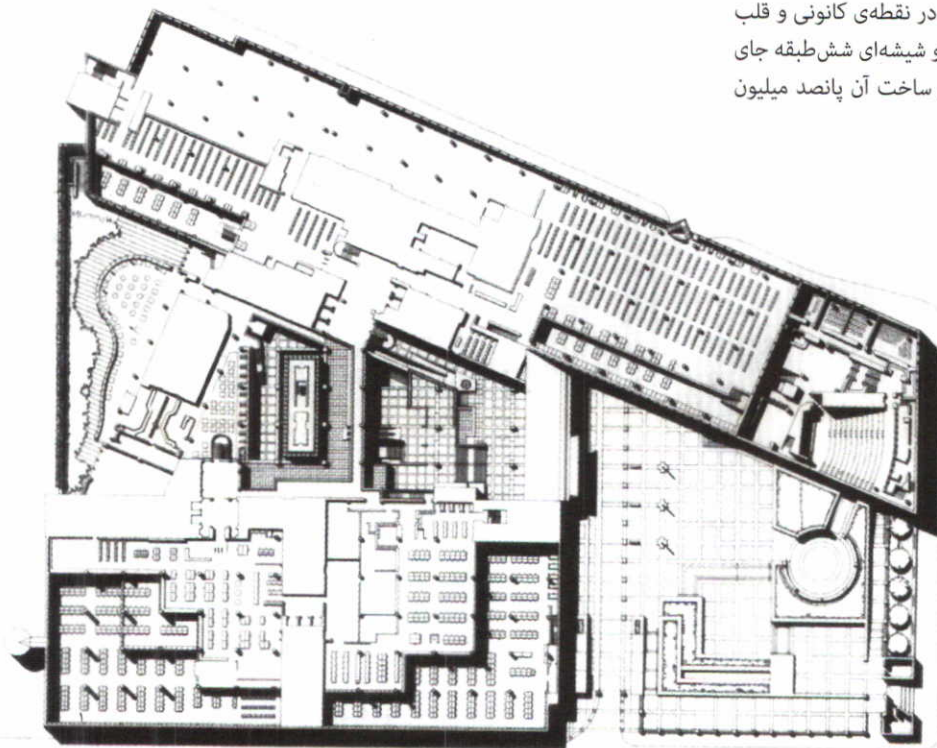 در نقطه‌ی کانونی و قلب
و شیشه‌ای شش‌طبقه جای
ساخت آن پانصد میلیون